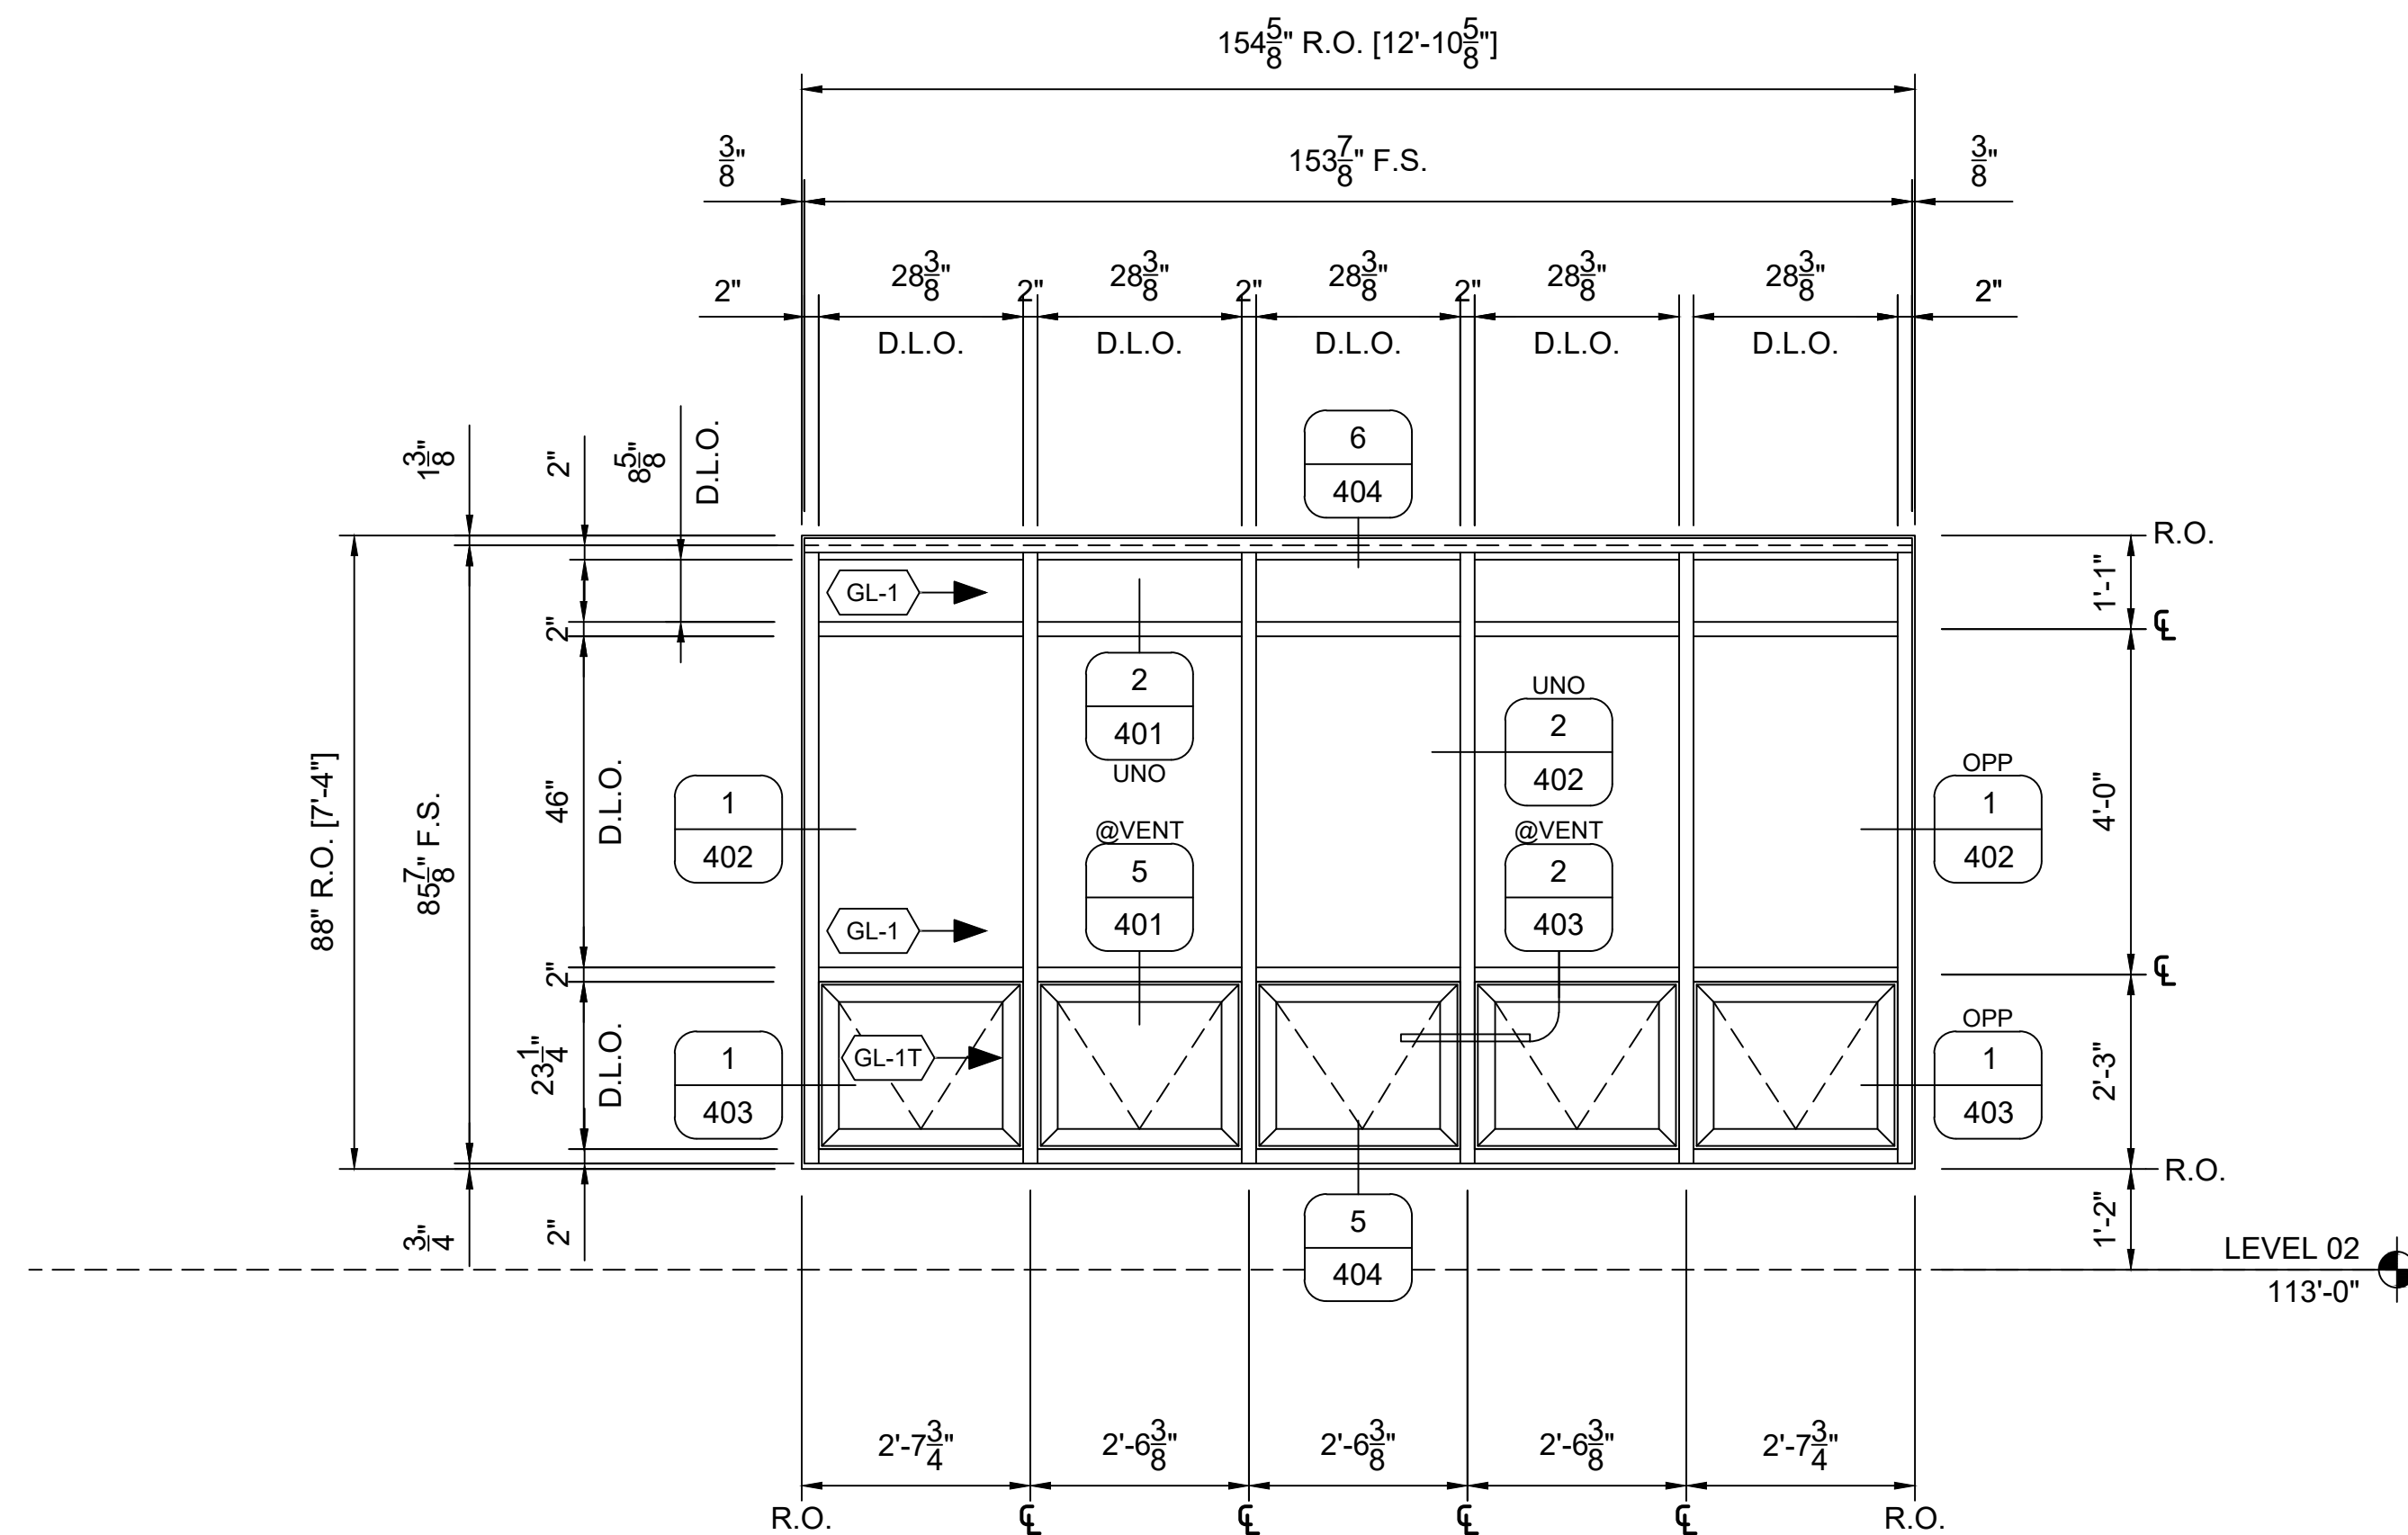 154 5/8" R.O. [12'-10 5/8"]
3/8"
153 7/8" F.S.
3/8"
2"
28 3/8"
2"
28 3/8"
2"
28 3/8"
2"
28 3/8"
28 3/8"
2"
D.L.O.
D.L.O.
D.L.O.
D.L.O.
D.L.O.
1 3/8"
2"
8 5/8"
D.L.O.
6
404
R.O.
GL-1
1'-1"
2"
℄
2
401
UNO
UNO
2
402
88" R.O. [7'-4"]
85 7/8" F.S.
46"
D.L.O.
1
402
OPP
1
402
4'-0"
@VENT
5
401
@VENT
2
403
GL-1
2"
℄
23 1/4"
D.L.O.
1
403
GL-1T
OPP
1
403
2'-3"
R.O.
3/4"
2"
5
404
1'-2"
LEVEL 02
113'-0"
2'-7 3/4"
2'-6 3/8"
2'-6 3/8"
2'-6 3/8"
2'-7 3/4"
R.O.
℄
℄
℄
℄
R.O.